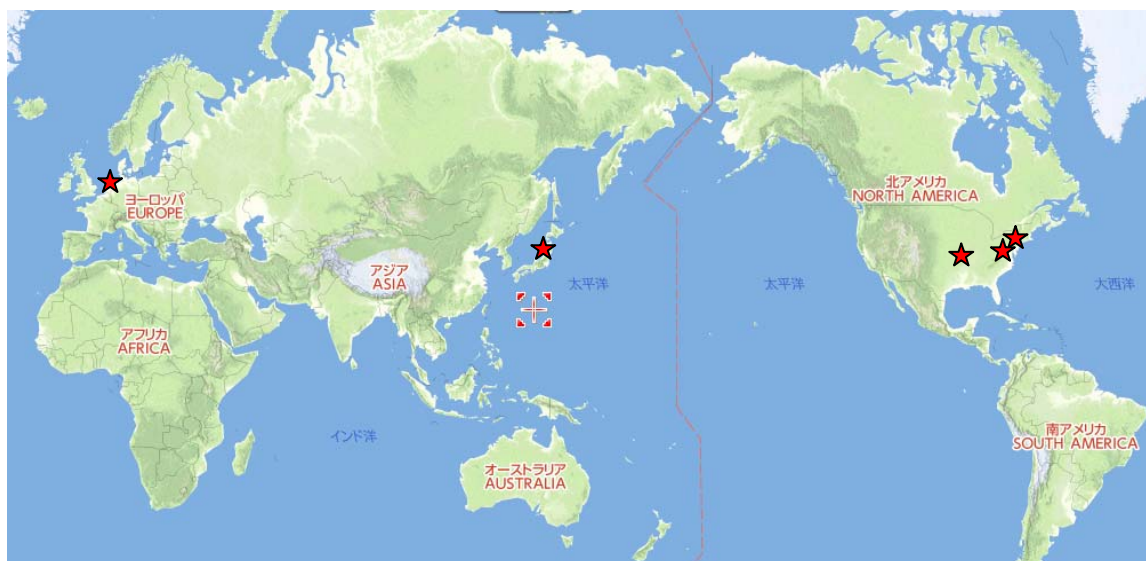 ヨーロッパ
EUROPE
アジア
ASIA
アフリカ
AFRICA
インド洋
太平洋
オーストラリア
AUSTRALIA
太平洋
北アメリカ
NORTH AMERICA
大西洋
南アメリカ
SOUTH AMERICA